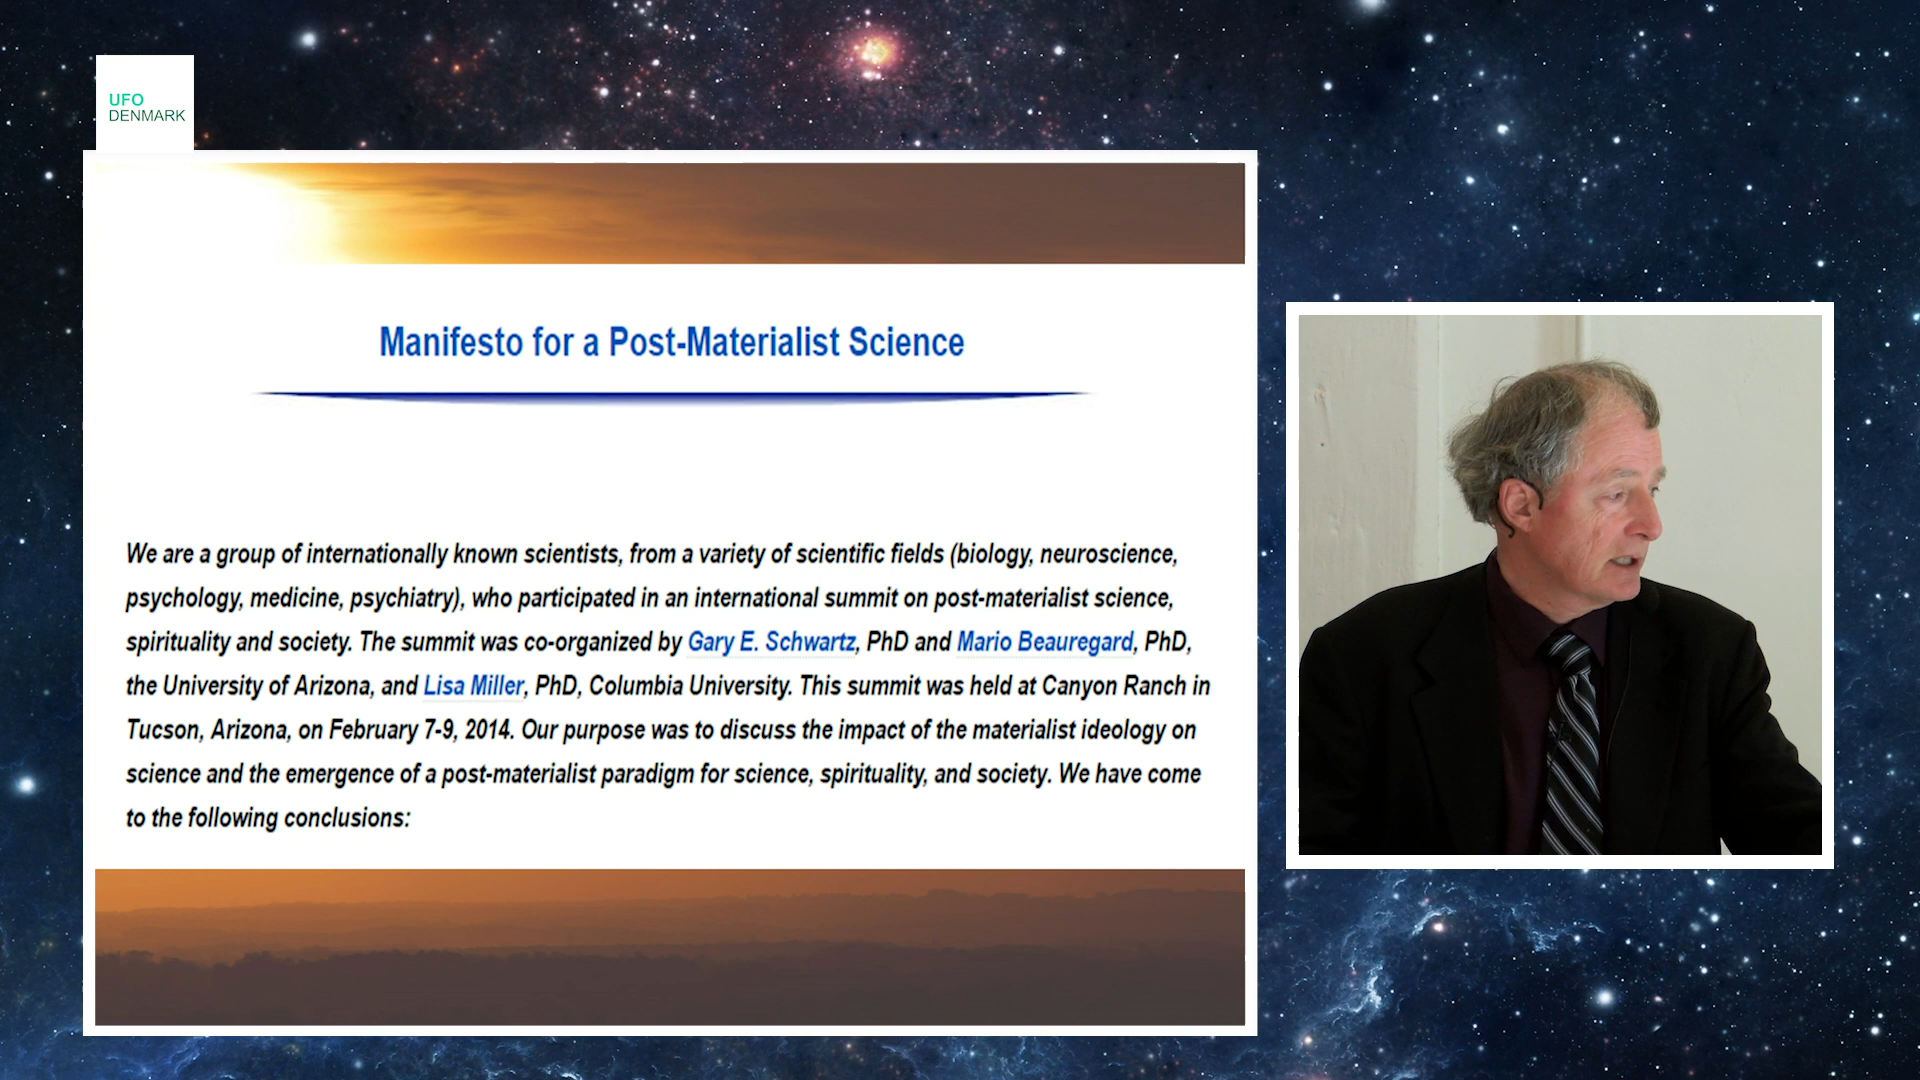 UFO
DENMARK
Manifesto for a Post-Materialist Science
We are a group of internationally known scientists, from a variety of scientific fields (biology, neuroscience,
psychology, medicine, psychiatry), who participated in an international summit on post-materialist science,
spirituality and society. The summit was co-organized by Gary E. Schwartz, PhD and Mario Beauregard, PhD,
the University of Arizona, and Lisa Miller, PhD, Columbia University. This summit was held at Canyon Ranch in
Tucson, Arizona, on February 7-9, 2014. Our purpose was to discuss the impact of the materialist ideology on
science and the emergence of a post-materialist paradigm for science, spirituality, and society. We have come
to the following conclusions: